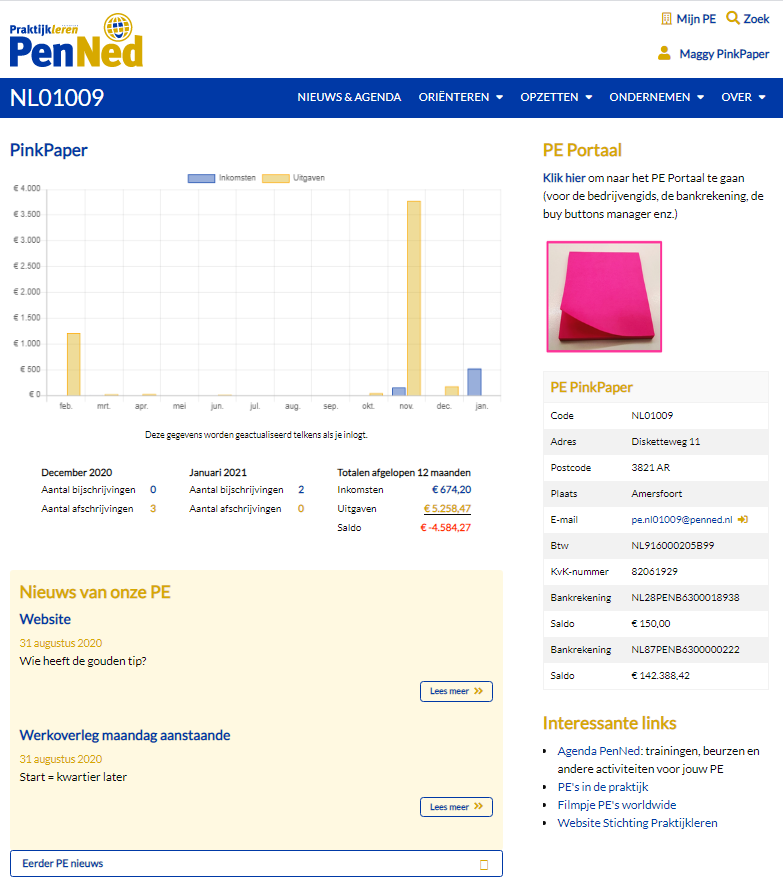 Praktijkleren
PenNed
Mijn PE
Zoek
Maggy PinkPaper
NL01009
NIEUWS & AGENDA
ORIËNTEREN
OPZETTEN
ONDERNEMEN
OVER
PinkPaper
Inkomsten
Uitgaven
€ 4.000
€ 3.500
€ 3.000
€ 2.500
€ 2.000
€ 1.500
€ 1.000
€ 500
€ 0
feb. mrt. apr. mei jun. jul. aug. sep. okt. nov. dec. jan.
Deze gegevens worden geactualiseerd telkens als je inlogt.
December 2020
Aantal bijschrijvingen 0
Aantal afschrijvingen 3
Januari 2021
Aantal bijschrijvingen 2
Aantal afschrijvingen 0
Totalen afgelopen 12 maanden
Inkomsten € 674,20
Uitgaven € 5.258,47
Saldo € -4.584,27
Nieuws van onze PE
Website
31 augustus 2020
Wie heeft de gouden tip?
Lees meer
Werkoverleg maandag aanstaande
31 augustus 2020
Start = kwartier later
Lees meer
Eerder PE nieuws
PE Portaal
Klik hier om naar het PE Portaal te gaan
(voor de bedrijvengids, de bankrekening, de
buy buttons manager enz.)
PE PinkPaper
Code NL01009
Adres Disketteweg 11
Postcode 3821 AR
Plaats Amersfoort
E-mail pe.nl01009@penned.nl
Btw NL916000205B99
KvK-nummer 82061929
Bankrekening NL28PENB6300018938
Saldo € 150,00
Bankrekening NL87PENB6300000222
Saldo € 142.388,42
Interessante links
Agenda PenNed: trainingen, beurzen en
andere activiteiten voor jouw PE
PE's in de praktijk
Filmpje PE's worldwide
Website Stichting Praktijkleren